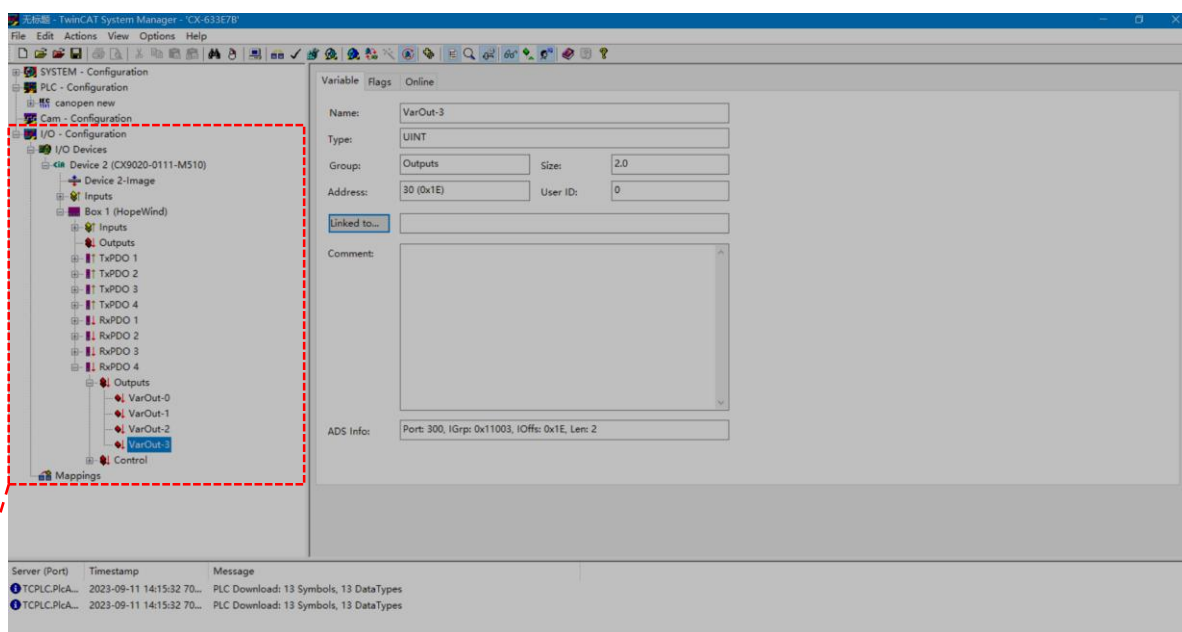 无标题 - TwinCAT System Manager - 'CX-633E7B'
File Edit Actions View Options Help
SYSTEM - Configuration
PLC - Configuration
canopen new
Cam - Configuration
I/O - Configuration
I/O Devices
Device 2 (CX9020-0111-M510)
Device 2-Image
Inputs
Box 1 (HopeWind)
Inputs
Outputs
TxPDO 1
TxPDO 2
TxPDO 3
TxPDO 4
RxPDO 1
RxPDO 2
RxPDO 3
RxPDO 4
Outputs
VarOut-0
VarOut-1
VarOut-2
VarOut-3
Control
Mappings
Variable Flags Online
Name: VarOut-3
Type: UINT
Group: Outputs Size: 2.0
Address: 30 (0x1E) User ID: 0
Linked to...
Comment:
ADS Info: Port: 300, IGrp: 0x11003, IOffs: 0x1E, Len: 2
Server (Port) Timestamp Message
TCPLC.PlcA... 2023-09-11 14:15:32 70... PLC Download: 13 Symbols, 13 DataTypes
TCPLC.PlcA... 2023-09-11 14:15:32 70... PLC Download: 13 Symbols, 13 DataTypes